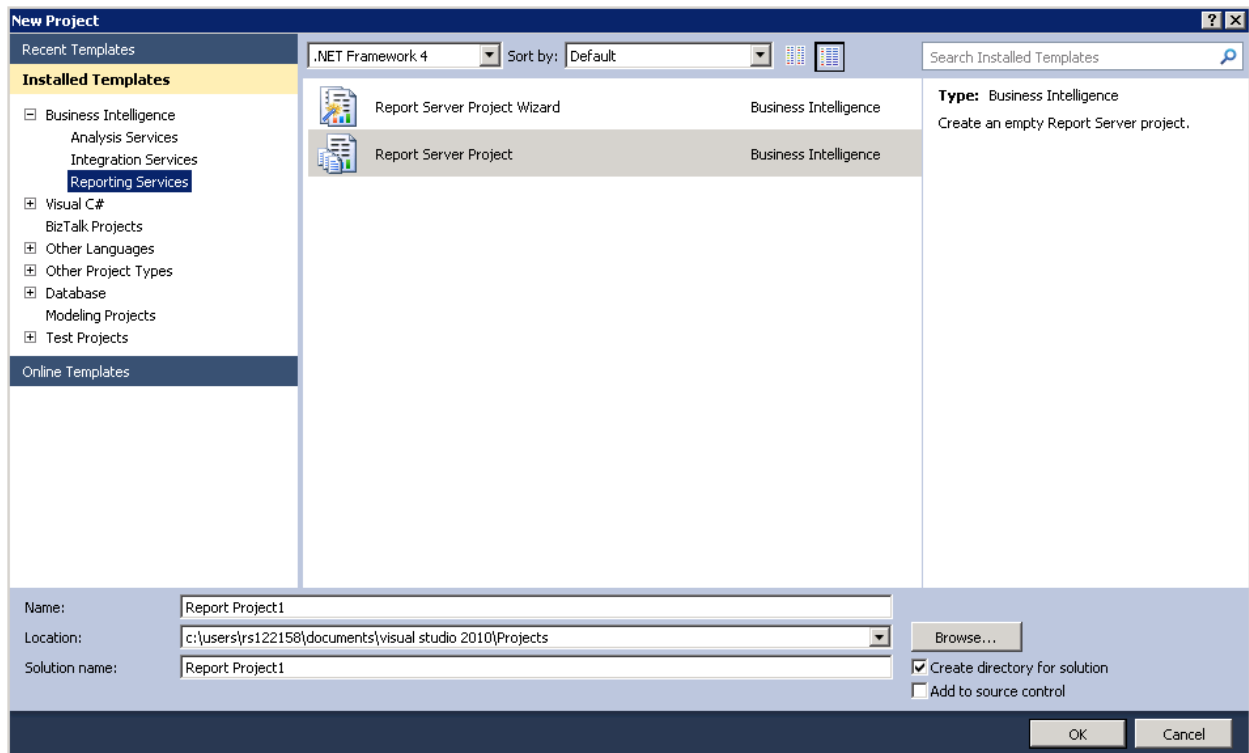 New Project
Recent Templates
Installed Templates
Business Intelligence
Analysis Services
Integration Services
Reporting Services
Visual C#
BizTalk Projects
Other Languages
Other Project Types
Database
Modeling Projects
Test Projects
Online Templates
.NET Framework 4 Sort by: Default
Report Server Project Wizard Business Intelligence
Report Server Project Business Intelligence
Search Installed Templates
Type: Business Intelligence
Create an empty Report Server project.
Name: Report Project1
Location: c:\users\rs122158\documents\visual studio 2010\Projects Browse...
Solution name: Report Project1
Create directory for solution
Add to source control
OK Cancel